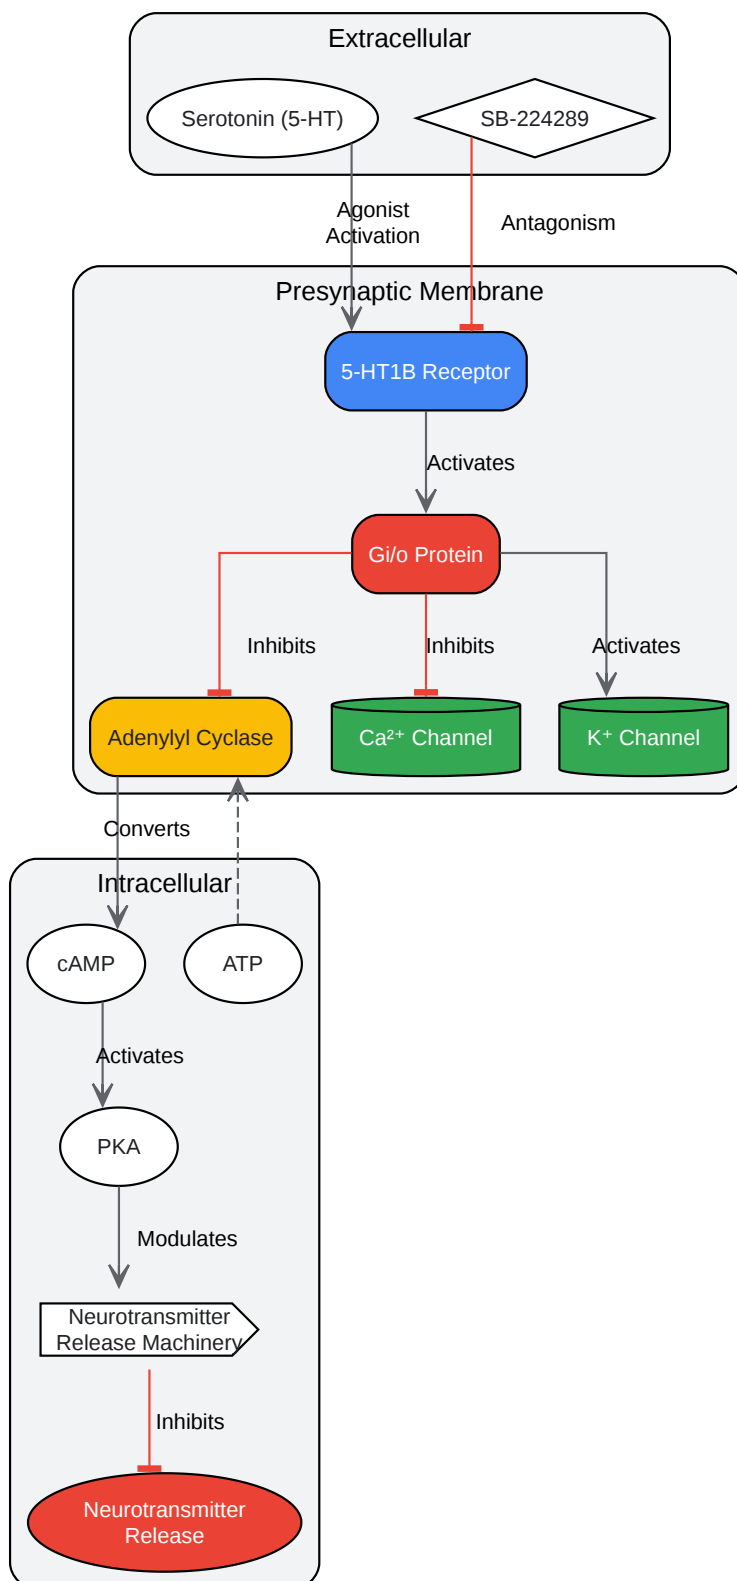 Extracellular
Serotonin (5-HT)
SB-224289
Agonist
Activation
Antagonism
Presynaptic Membrane
5-HT1B Receptor
Activates
Gi/o Protein
Inhibits
Inhibits
Activates
Adenylyl Cyclase
Ca²⁺ Channel
K⁺ Channel
Converts
Intracellular
cAMP
ATP
Activates
PKA
Modulates
Neurotransmitter
Release Machinery
Inhibits
Neurotransmitter
Release